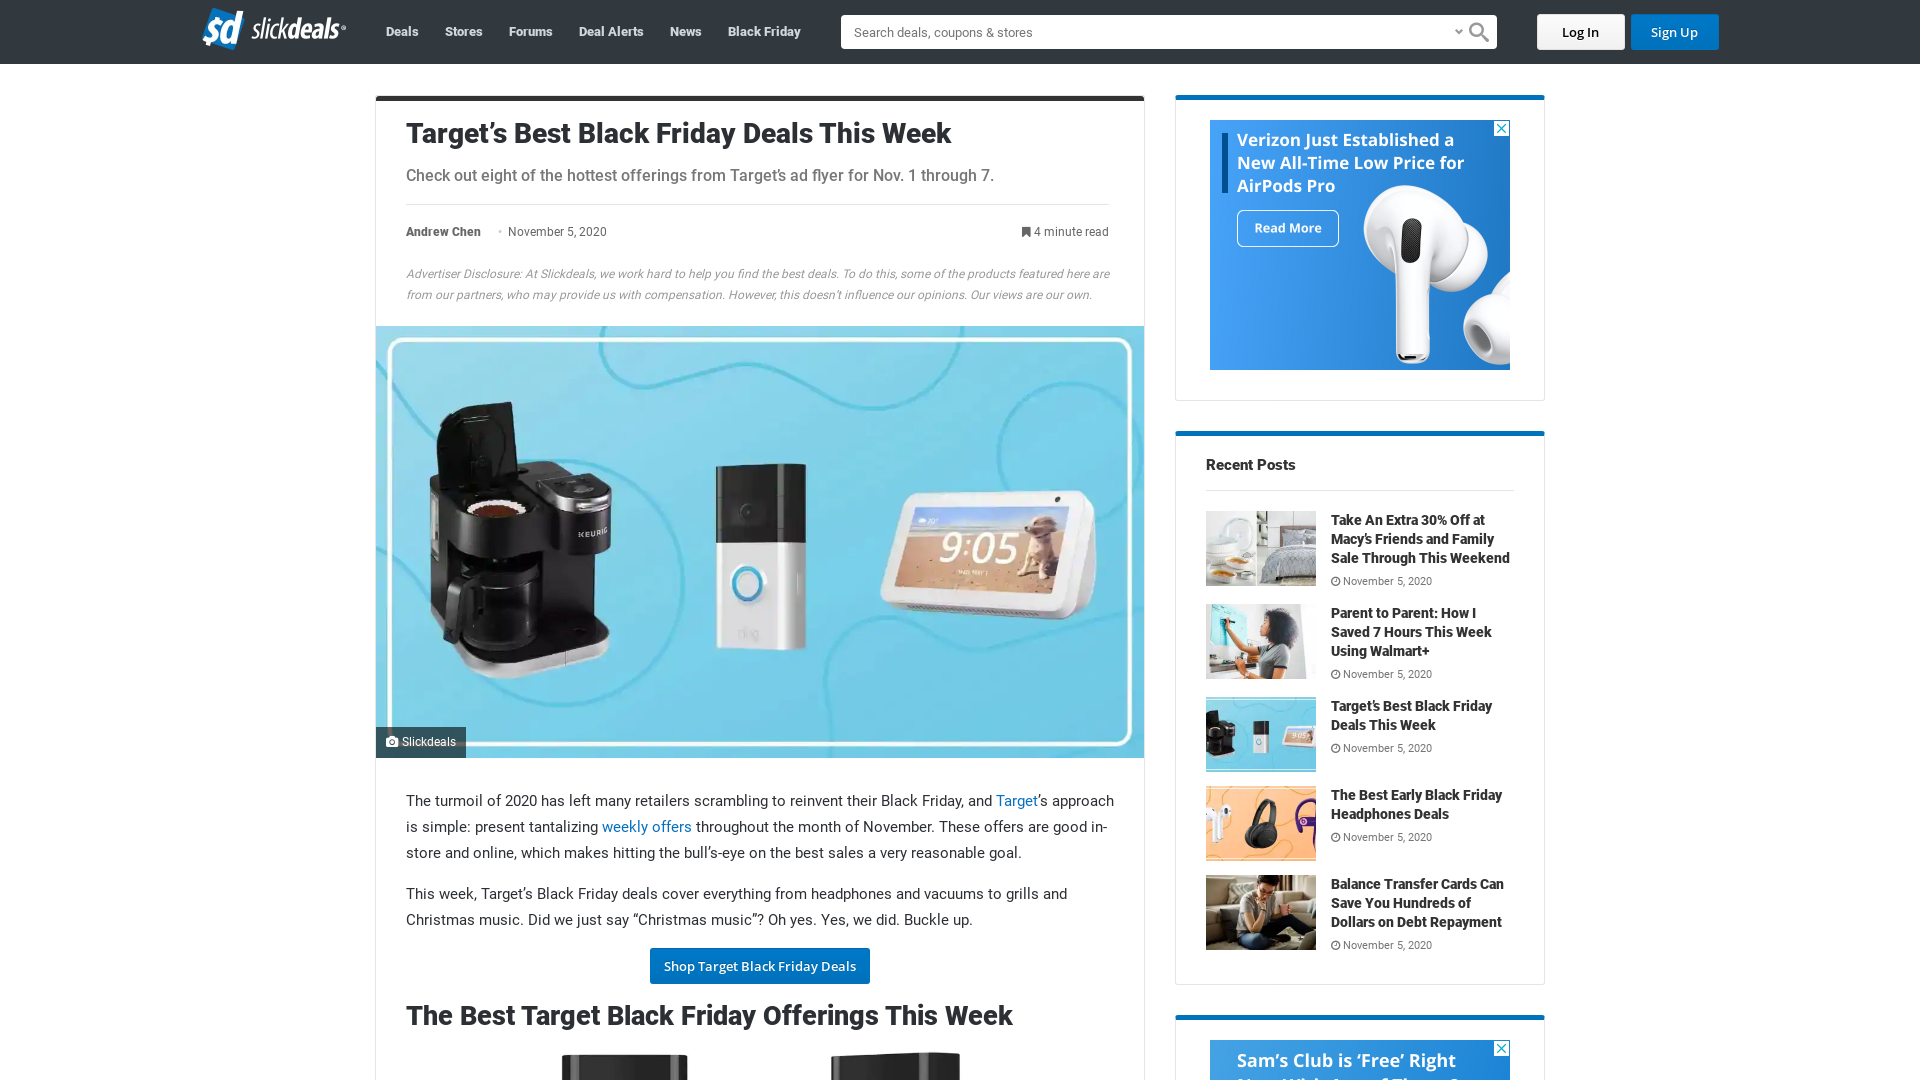 sd slickdeals
Deals
Stores
Forums
Deal Alerts
News
Black Friday
Search deals, coupons & stores
Log In
Sign Up
Target’s Best Black Friday Deals This Week
Check out eight of the hottest offerings from Target’s ad flyer for Nov. 1 through 7.
Andrew Chen • November 5, 2020
4 minute read
Advertiser Disclosure: At Slickdeals, we work hard to help you find the best deals. To do this, some of the products featured here are
from our partners, who may provide us with compensation. However, this doesn’t influence our opinions. Our views are our own.
KEURIG
ring
9:05
Slickdeals
The turmoil of 2020 has left many retailers scrambling to reinvent their Black Friday, and Target’s approach
is simple: present tantalizing weekly offers throughout the month of November. These offers are good in-
store and online, which makes hitting the bull’s-eye on the best sales a very reasonable goal.
This week, Target’s Black Friday deals cover everything from headphones and vacuums to grills and
Christmas music. Did we just say “Christmas music”? Oh yes. Yes, we did. Buckle up.
Shop Target Black Friday Deals
The Best Target Black Friday Offerings This Week
Verizon Just Established a
New All-Time Low Price for
AirPods Pro
Read More
Recent Posts
Take An Extra 30% Off at
Macy’s Friends and Family
Sale Through This Weekend
November 5, 2020
Parent to Parent: How I
Saved 7 Hours This Week
Using Walmart+
November 5, 2020
Target’s Best Black Friday
Deals This Week
November 5, 2020
The Best Early Black Friday
Headphones Deals
November 5, 2020
Balance Transfer Cards Can
Save You Hundreds of
Dollars on Debt Repayment
November 5, 2020
Sam’s Club is ‘Free’ Right